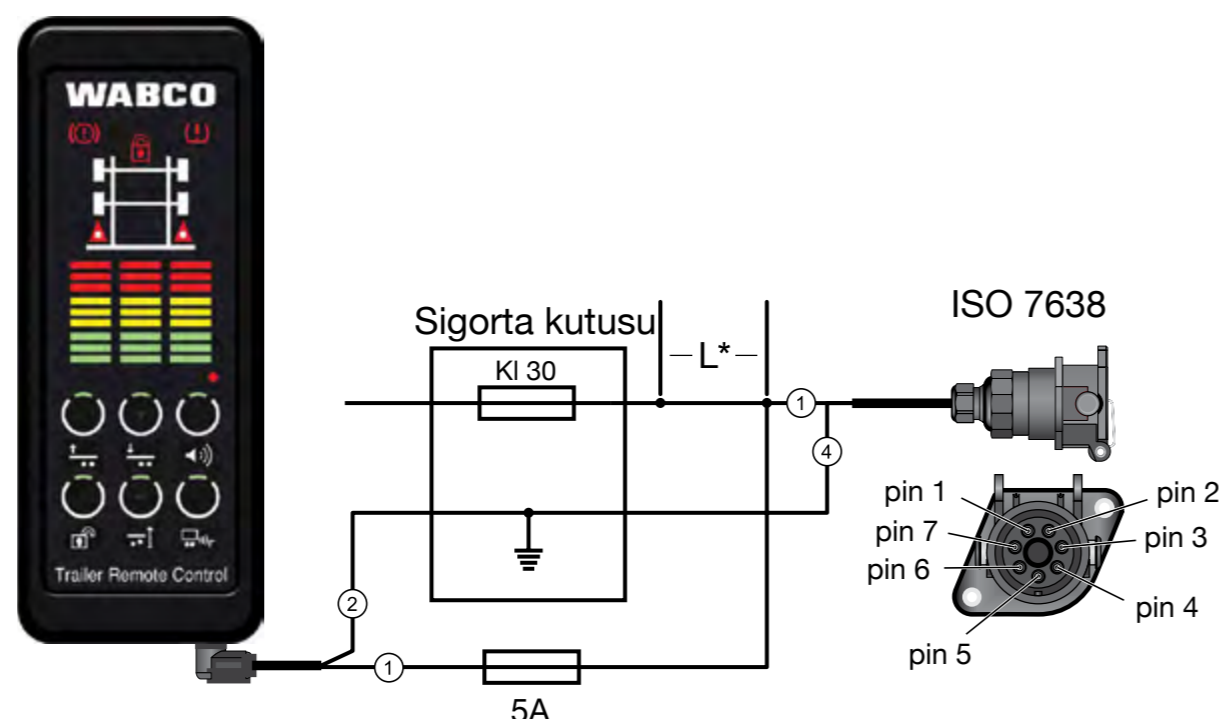 WABCO
Trailer Remote Control
Sigorta kutusu
Kl 30
L*
ISO 7638
1
4
2
1
5A
pin 1
pin 2
pin 7
pin 3
pin 6
pin 4
pin 5